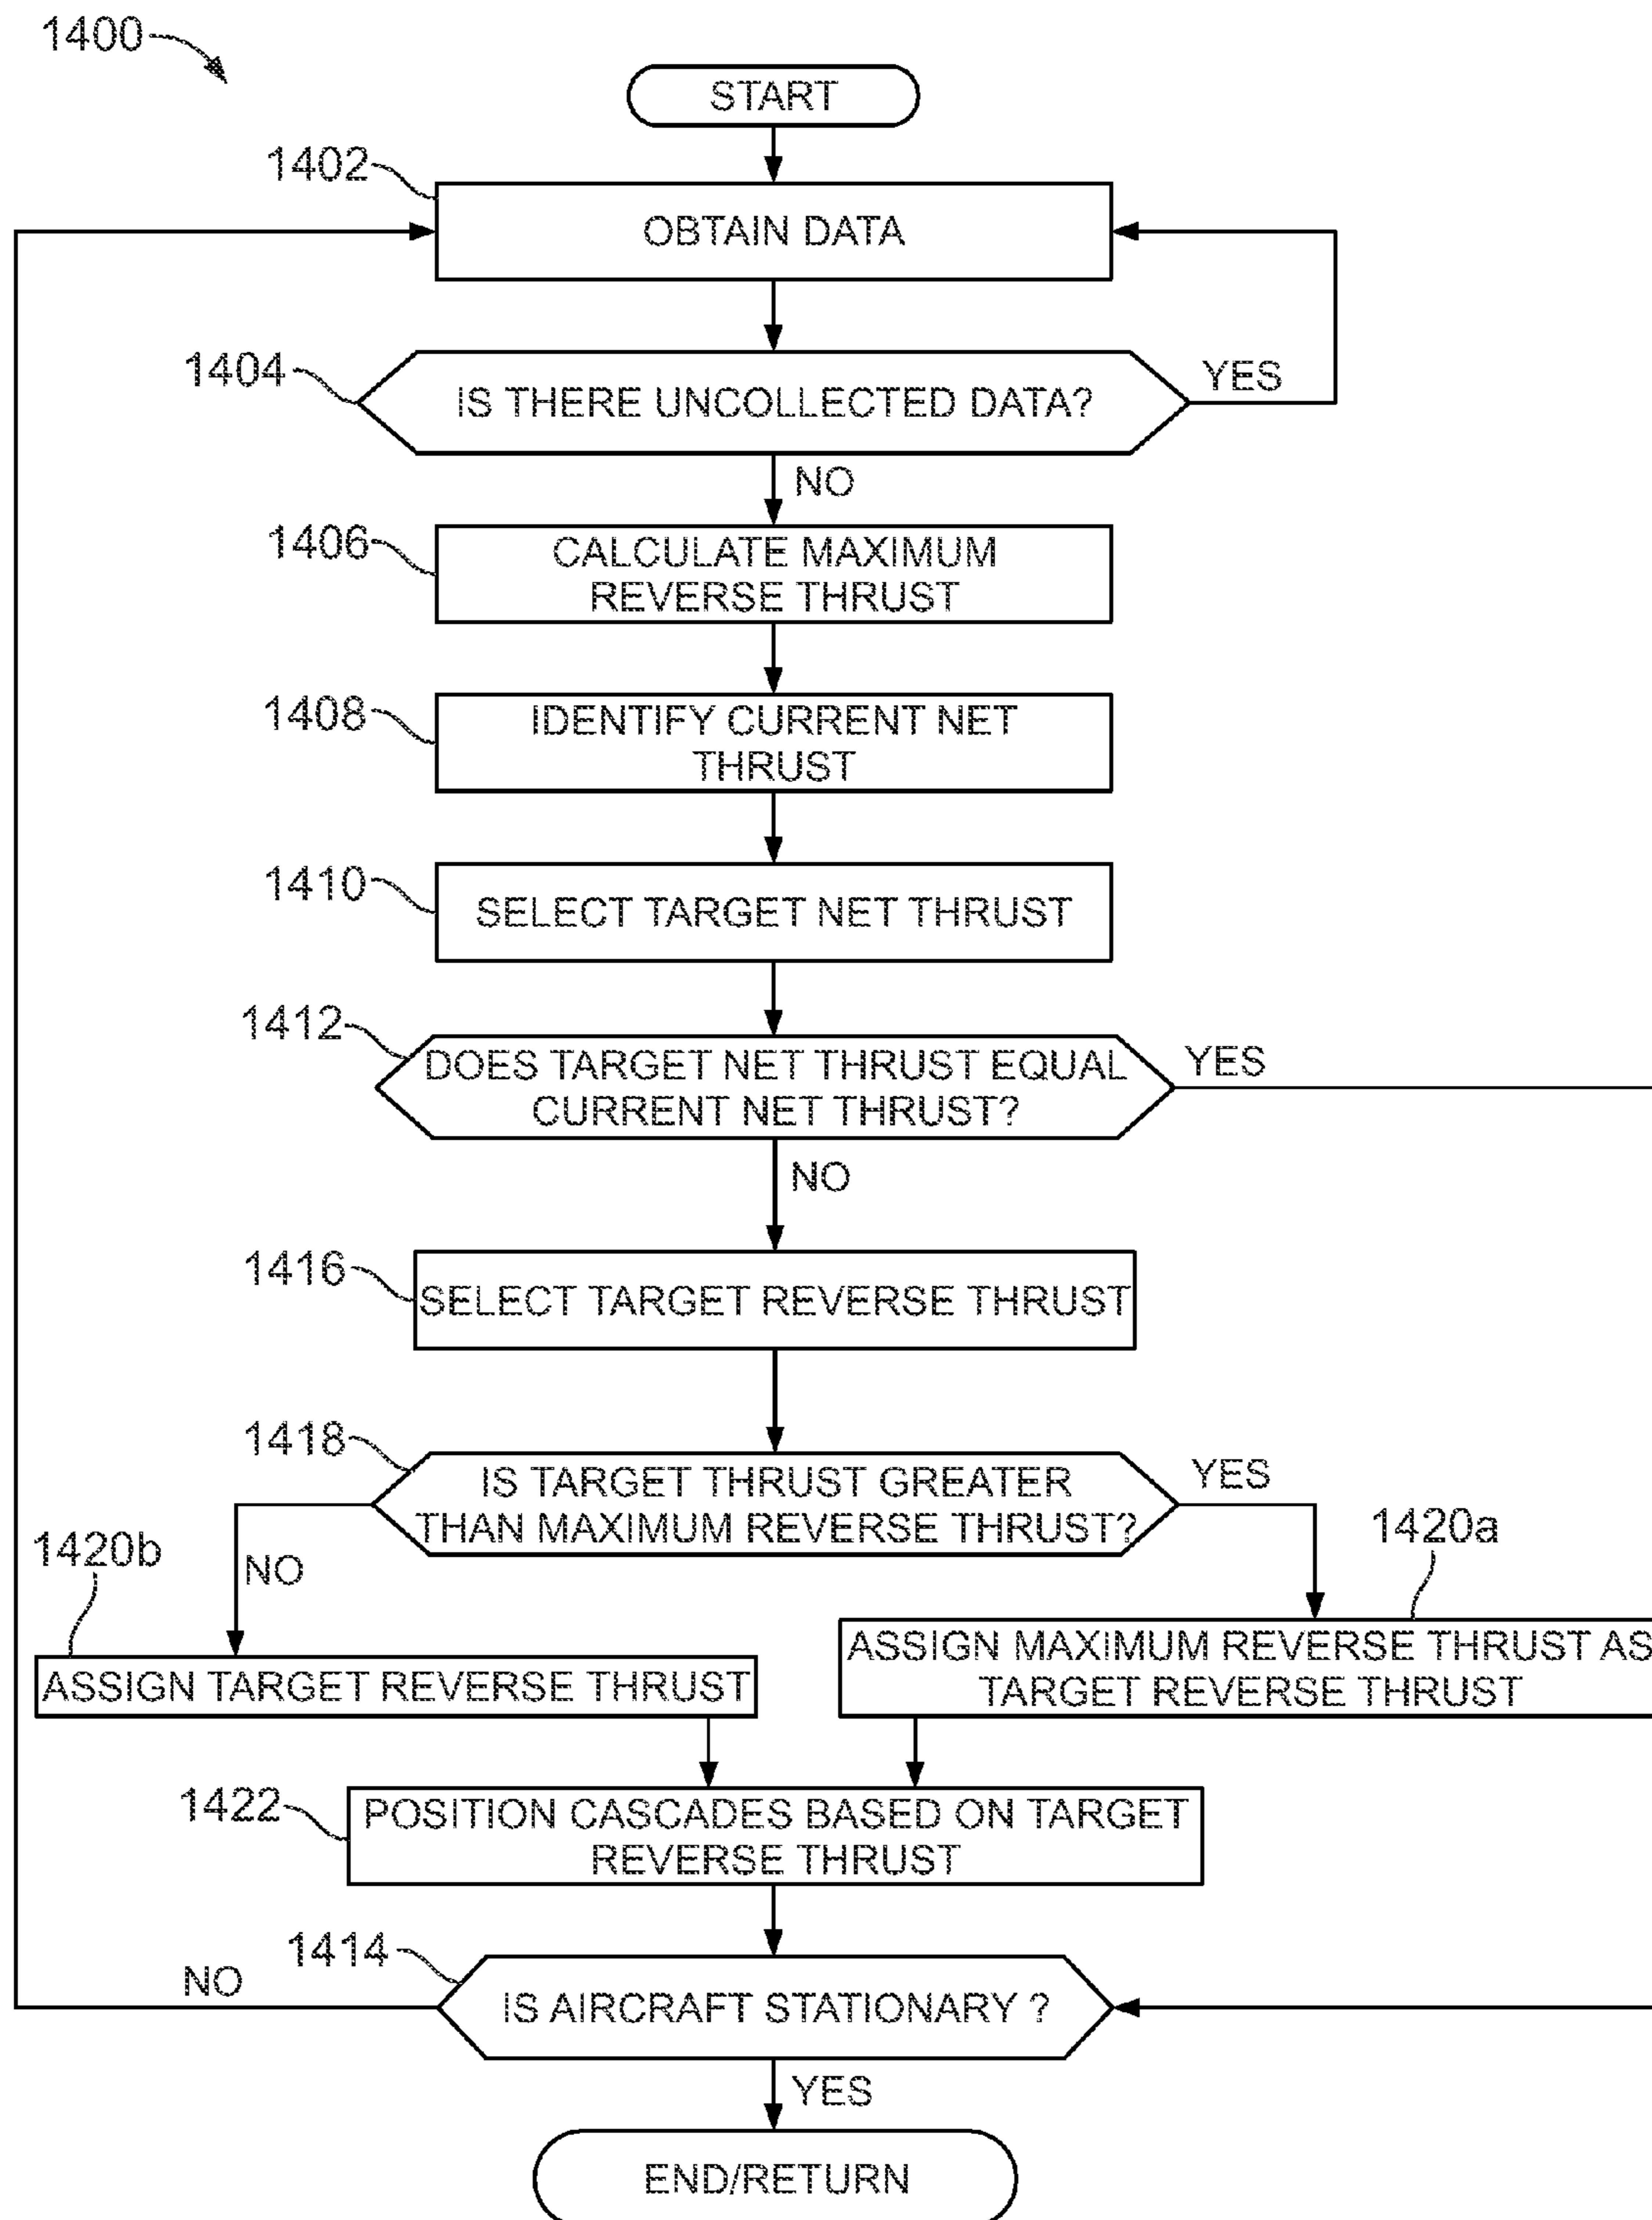 1400
START
1402
OBTAIN DATA
1404
IS THERE UNCOLLECTED DATA?
YES
NO
1406
CALCULATE MAXIMUM
REVERSE THRUST
1408
IDENTIFY CURRENT NET
THRUST
1410
SELECT TARGET NET THRUST
1412
DOES TARGET NET THRUST EQUAL
CURRENT NET THRUST?
YES
NO
1416
SELECT TARGET REVERSE THRUST
1418
IS TARGET THRUST GREATER
THAN MAXIMUM REVERSE THRUST?
YES
NO
1420b
ASSIGN TARGET REVERSE THRUST
1420a
ASSIGN MAXIMUM REVERSE THRUST AS
TARGET REVERSE THRUST
1422
POSITION CASCADES BASED ON TARGET
REVERSE THRUST
1414
IS AIRCRAFT STATIONARY ?
NO
YES
END/RETURN